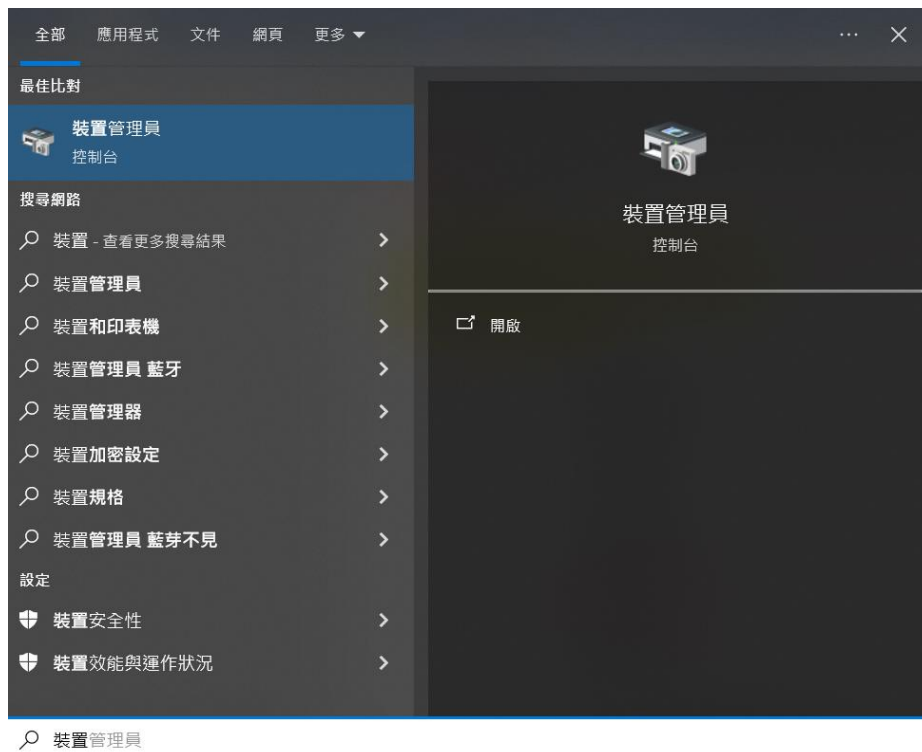 全部 應用程式 文件 網頁 更多
最佳比對
裝置管理員
控制台
搜尋網路
裝置 - 查看更多搜尋結果
裝置管理員
裝置和印表機
裝置管理員 藍牙
裝置管理器
裝置加密設定
裝置規格
裝置管理員 藍芽不見
設定
裝置安全性
裝置效能與運作狀況
裝置管理員
控制台
開啟
裝置管理員